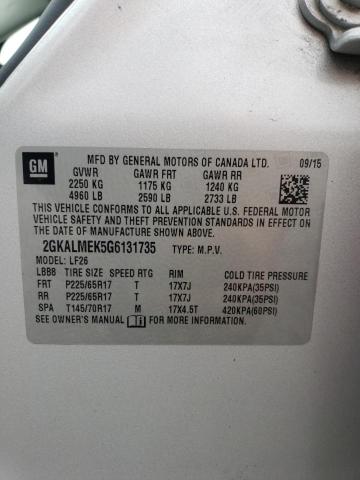 GM
MFD BY GENERAL MOTORS OF CANADA LTD. 09/15
GVWR GAWR FRT GAWR RR
2250 KG 1175 KG 1240 KG
4960 LB 2590 LB 2733 LB
THIS VEHICLE CONFORMS TO ALL APPLICABLE U.S. FEDERAL MOTOR
VEHICLE SAFETY AND THEFT PREVENTION STANDARDS IN EFFECT ON
THE DATE OF MANUFACTURE SHOWN ABOVE.
2GKALMEK5G6131735 TYPE: M.P.V.
MODEL: LF26
LBBB TIRE SIZE SPEED RTG RIM COLD TIRE PRESSURE
FRT P225/65R17 T 17X7J 240KPA(35PSI)
RR P225/65R17 T 17X7J 240KPA(35PSI)
SPA T145/70R17 M 17X4.5T 420KPA(60PSI)
SEE OWNER'S MANUAL FOR MORE INFORMATION.